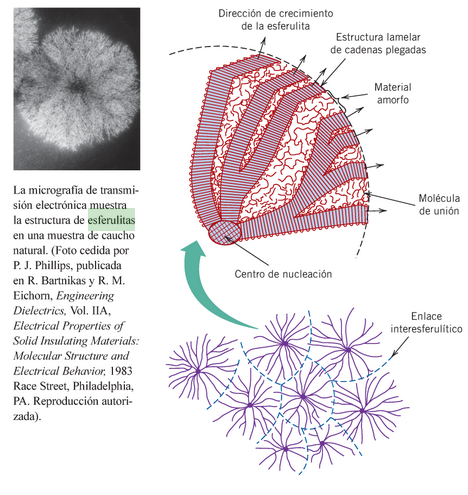 Dirección de crecimiento
de la esferulita
Estructura lamelar
de cadenas plegadas
Material
amorfo
Molécula
de unión
Centro de nucleación
Enlace
interesferulítico
La micrografía de transmi-
sión electrónica muestra
la estructura de esferulitas
en una muestra de caucho
natural. (Foto cedida por
P. J. Phillips, publicada
en R. Bartnikas y R. M.
Eichorn, Engineering
Dielectrics, Vol. IIA,
Electrical Properties of
Solid Insulating Materials:
Molecular Structure and
Electrical Behavior, 1983
Race Street, Philadelphia,
PA. Reproducción autori-
zada).